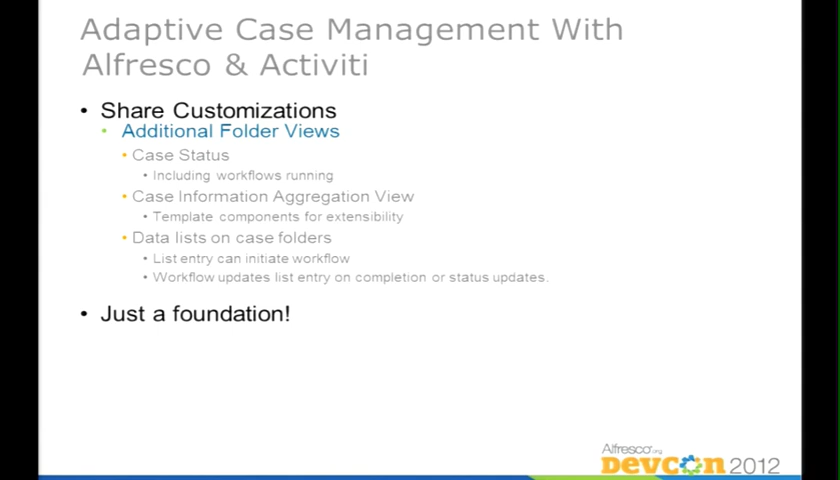 Adaptive Case Management With
Alfresco & Activiti
• Share Customizations
• Additional Folder Views
• Case Status
• Including workflows running
• Case Information Aggregation View
• Template components for extensibility
• Data lists on case folders
• List entry can initiate workflow
• Workflow updates list entry on completion or status updates.
• Just a foundation!
Alfresco.org
DEVCON 2012